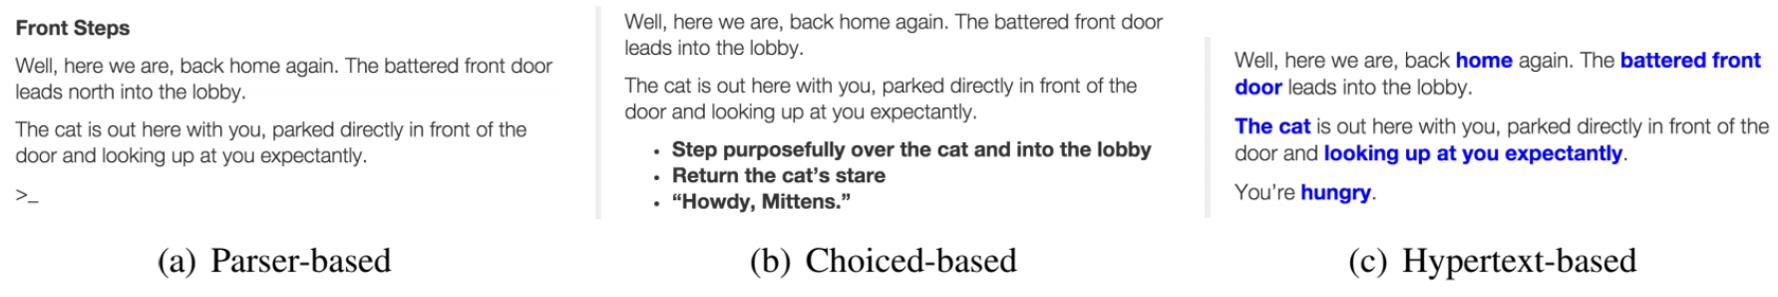 Front Steps
Well, here we are, back home again. The battered front door
leads north into the lobby.
The cat is out here with you, parked directly in front of the
door and looking up at you expectantly.
>_
(a) Parser-based
Well, here we are, back home again. The battered front door
leads into the lobby.
The cat is out here with you, parked directly in front of the
door and looking up at you expectantly.
• Step purposefully over the cat and into the lobby
• Return the cat’s stare
• “Howdy, Mittens.”
(b) Choiced-based
Well, here we are, back home again. The battered front
door leads into the lobby.
The cat is out here with you, parked directly in front of the
door and looking up at you expectantly.
You’re hungry.
(c) Hypertext-based